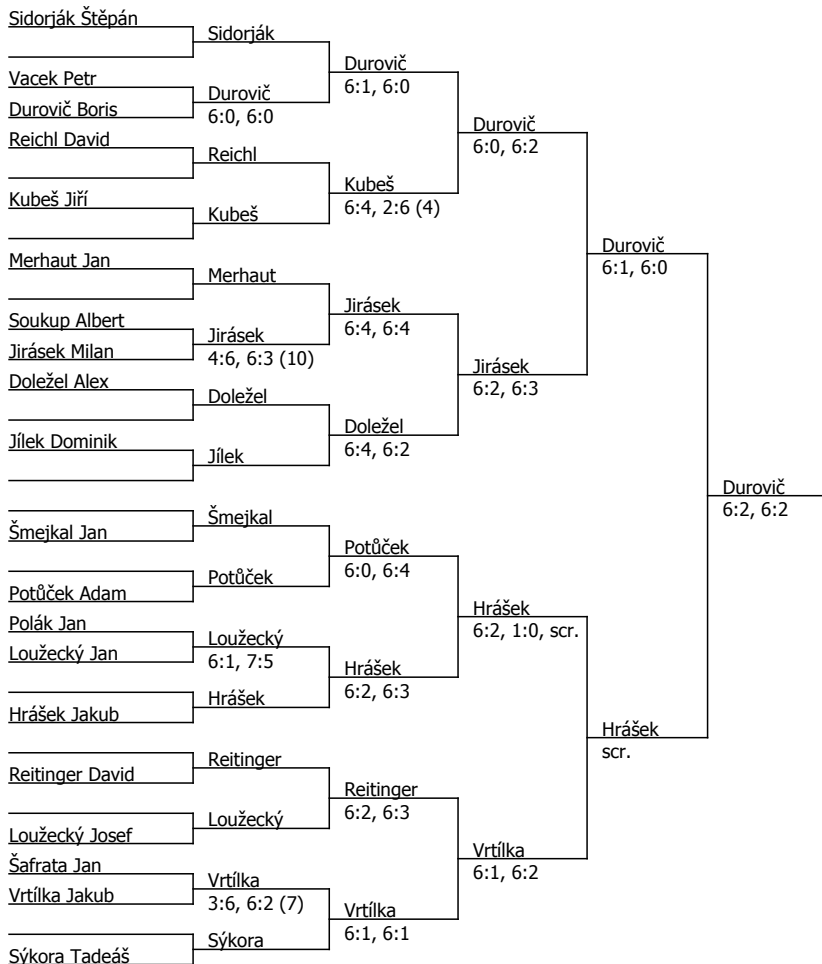 Sidorják Štěpán
Vacek Petr
Durovič Boris
Reichl David
Kubeš Jiří
Merhaut Jan
Soukup Albert
Jirásek Milan
Doležel Alex
Jílek Dominik
Šmejkal Jan
Potůček Adam
Polák Jan
Loužecký Jan
Hrášek Jakub
Reitinger David
Loužecký Josef
Šafrata Jan
Vrtílka Jakub
Sýkora Tadeáš
Sidorják
Durovič
6:0, 6:0
Reichl
Kubeš
Merhaut
Jirásek
4:6, 6:3 (10)
Doležel
Jílek
Šmejkal
Potůček
Loužecký
6:1, 7:5
Hrášek
Reitinger
Loužecký
Vrtílka
3:6, 6:2 (7)
Sýkora
Durovič
6:1, 6:0
Kubeš
6:4, 2:6 (4)
Jirásek
6:4, 6:4
Doležel
6:4, 6:2
Potůček
6:0, 6:4
Hrášek
6:2, 6:3
Reitinger
6:2, 6:3
Vrtílka
6:1, 6:1
Durovič
6:0, 6:2
Jirásek
6:2, 6:3
Hrášek
6:2, 1:0, scr.
Vrtílka
6:1, 6:2
Durovič
6:1, 6:0
Hrášek
scr.
Durovič
6:2, 6:2